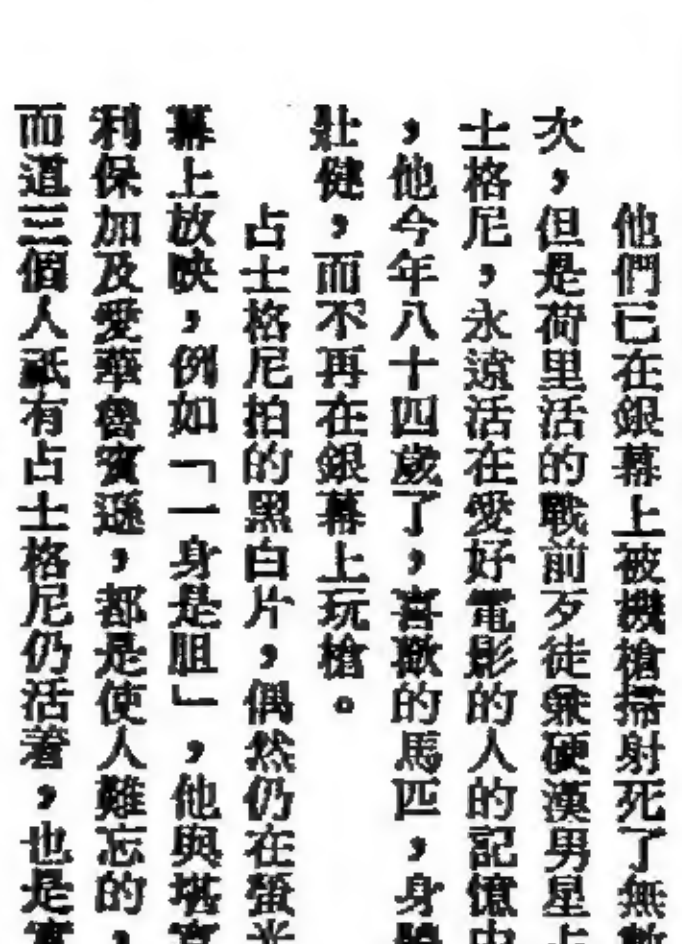 他們已在銀幕上被機槍掃射死了無數
次，但是荷里活的戰前歹徒兼硬漢男星占
士格尼，永遠活在愛好電影的人的記憶中
，他今年八十四歲了，喜歡的馬匹，身體
壯健，而不再在銀幕上玩槍。
占士格尼拍的黑白片，偶然仍在螢光
幕上放映，例如「一身是胆」，他與堪富
利保加及愛華魯賓遜，都是使人難忘的，
而這三個人祇有占士格尼仍活着，也是